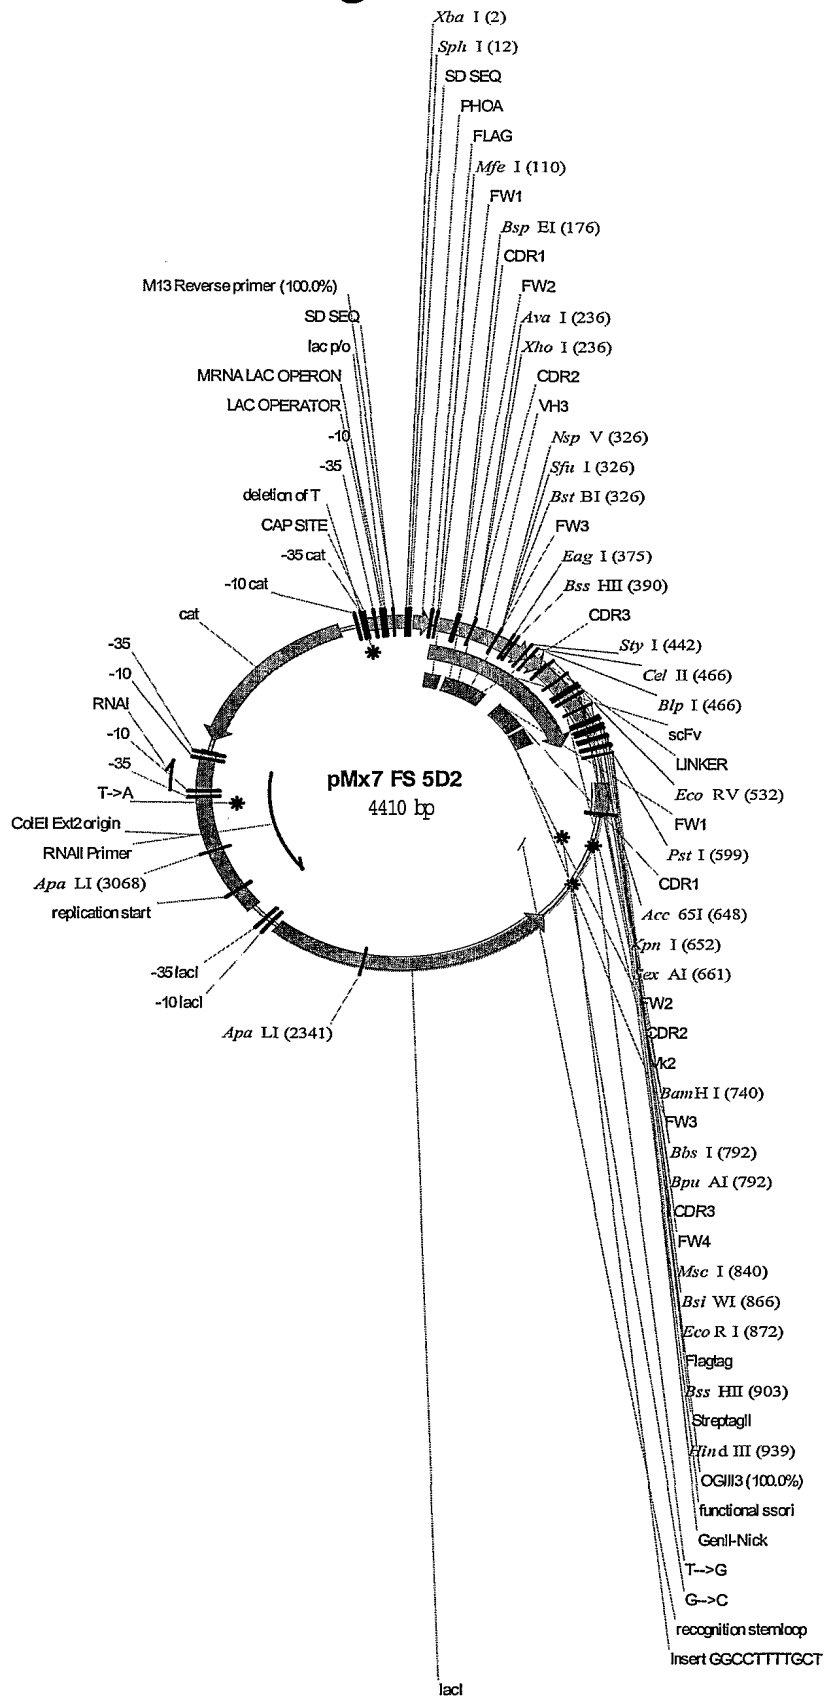 Xba I (2)
Sph I (12)
SD SEQ
PHOA
FLAG
Mfe I (110)
FW1
Bsp EI (176)
CDR1
FW2
Ava I (236)
Xho I (236)
CDR2
VH3
Nsp V (326)
Sfu I (326)
Bst BI (326)
FW3
Eag I (375)
Bss HII (390)
CDR3
Sty I (442)
Cel II (466)
Blp I (466)
scFv
LINKER
Eco RV (532)
FW1
Pst I (599)
CDR1
Acc 65I (648)
Kpn I (652)
Sex AI (661)
FW2
CDR2
Vk2
BamH I (740)
FW3
Bbs I (792)
Bpu AI (792)
CDR3
FW4
Msc I (840)
Bsi WI (866)
Eco R I (872)
Flagtag
Bss HII (903)
StreptagII
Hind III (939)
OGIII3 (100.0%)
functional ssori
GenII-Nick
T-->G
G-->C
recognition stemloop
Insert GGCCTTTTGCT
lacI
M13 Reverse primer (100.0%)
SD SEQ
lac p/o
MRNA LAC OPERON
LAC OPERATOR
-10
-35
deletion of T
CAP SITE
-35 cat
-10 cat
cat
-35
-10
RNAI
-10
-35
T->A
ColEI Ext2 origin
RNAII Primer
Apa LI (3068)
replication start
-35 lacI
-10 lacI
Apa LI (2341)
pMx7 FS 5D2
4410 bp